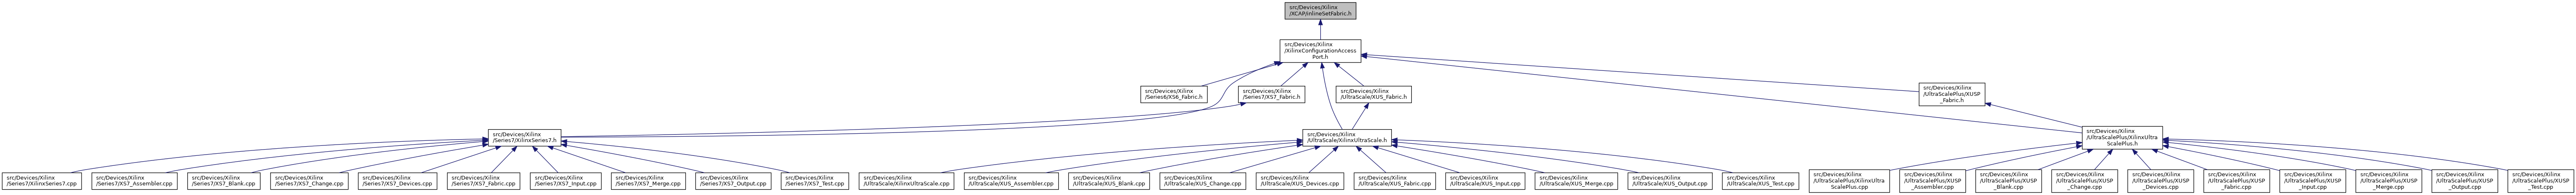 src/Devices/Xilinx
/XCAP/inlineSetFabric.h
src/Devices/Xilinx
/XilinxConfigurationAccess
Port.h
src/Devices/Xilinx
/Series6/XS6_Fabric.h
src/Devices/Xilinx
/Series7/XS7_Fabric.h
src/Devices/Xilinx
/UltraScale/XUS_Fabric.h
src/Devices/Xilinx
/UltraScalePlus/XUSP
_Fabric.h
src/Devices/Xilinx
/Series7/XilinxSeries7.h
src/Devices/Xilinx
/UltraScale/XilinxUltraScale.h
src/Devices/Xilinx
/UltraScalePlus/XilinxUltra
ScalePlus.h
src/Devices/Xilinx
/Series7/XilinxSeries7.cpp
src/Devices/Xilinx
/Series7/XS7_Assembler.cpp
src/Devices/Xilinx
/Series7/XS7_Blank.cpp
src/Devices/Xilinx
/Series7/XS7_Change.cpp
src/Devices/Xilinx
/Series7/XS7_Devices.cpp
src/Devices/Xilinx
/Series7/XS7_Fabric.cpp
src/Devices/Xilinx
/Series7/XS7_Input.cpp
src/Devices/Xilinx
/Series7/XS7_Merge.cpp
src/Devices/Xilinx
/Series7/XS7_Output.cpp
src/Devices/Xilinx
/Series7/XS7_Test.cpp
src/Devices/Xilinx
/UltraScale/XilinxUltraScale.cpp
src/Devices/Xilinx
/UltraScale/XUS_Assembler.cpp
src/Devices/Xilinx
/UltraScale/XUS_Blank.cpp
src/Devices/Xilinx
/UltraScale/XUS_Change.cpp
src/Devices/Xilinx
/UltraScale/XUS_Devices.cpp
src/Devices/Xilinx
/UltraScale/XUS_Fabric.cpp
src/Devices/Xilinx
/UltraScale/XUS_Input.cpp
src/Devices/Xilinx
/UltraScale/XUS_Merge.cpp
src/Devices/Xilinx
/UltraScale/XUS_Output.cpp
src/Devices/Xilinx
/UltraScale/XUS_Test.cpp
src/Devices/Xilinx
/UltraScalePlus/XilinxUltra
ScalePlus.cpp
src/Devices/Xilinx
/UltraScalePlus/XUSP
_Assembler.cpp
src/Devices/Xilinx
/UltraScalePlus/XUSP
_Blank.cpp
src/Devices/Xilinx
/UltraScalePlus/XUSP
_Change.cpp
src/Devices/Xilinx
/UltraScalePlus/XUSP
_Devices.cpp
src/Devices/Xilinx
/UltraScalePlus/XUSP
_Fabric.cpp
src/Devices/Xilinx
/UltraScalePlus/XUSP
_Input.cpp
src/Devices/Xilinx
/UltraScalePlus/XUSP
_Merge.cpp
src/Devices/Xilinx
/UltraScalePlus/XUSP
_Output.cpp
src/Devices/Xilinx
/UltraScalePlus/XUSP
_Test.cpp